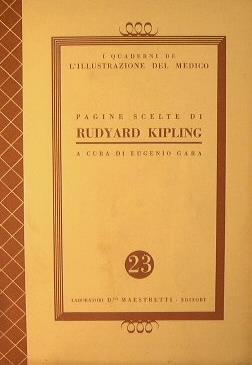 I QUADERNI DE
L'ILLUSTRAZIONE DEL MEDICO
PAGINE SCELTE DI
RUDYARD KIPLING
A CURA DI EUGENIO GARA
23
LABORATORI D.ri MAESTRETTI - EDITORI